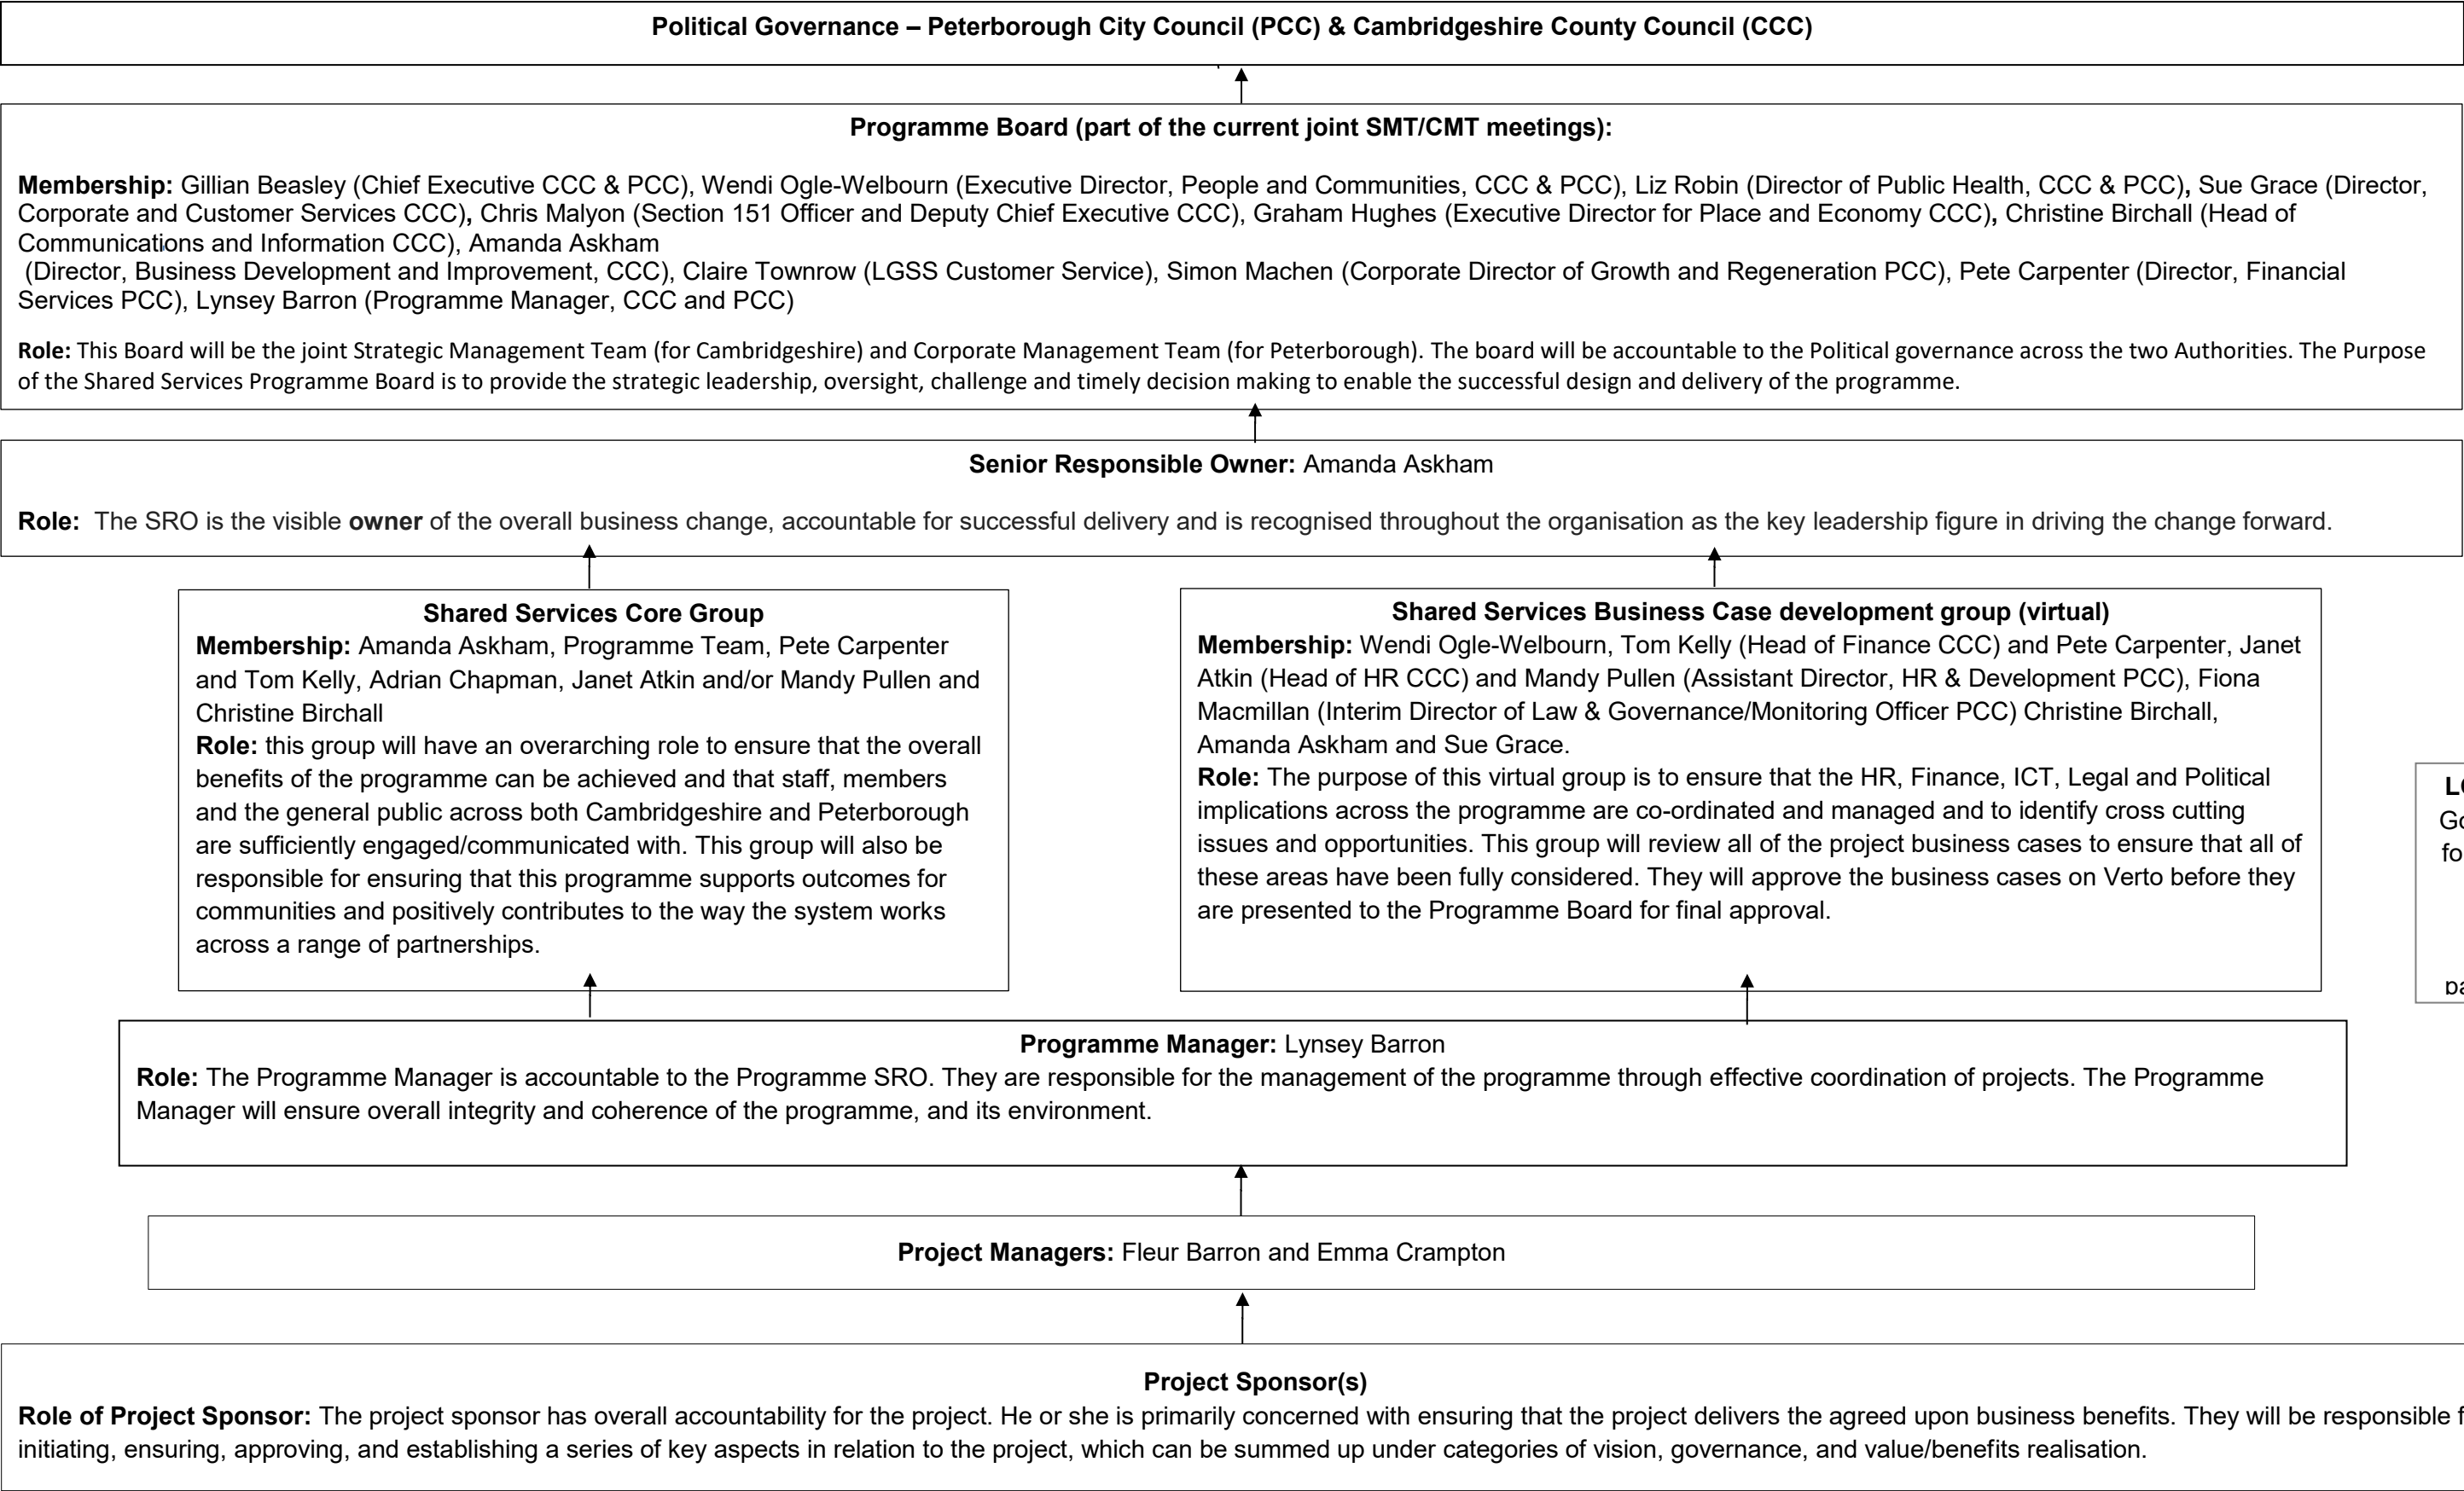 Political Governance – Peterborough City Council (PCC) & Cambridgeshire County Council (CCC)
Programme Board (part of the current joint SMT/CMT meetings):
Membership: Gillian Beasley (Chief Executive CCC & PCC), Wendi Ogle-Welbourn (Executive Director, People and Communities, CCC & PCC), Liz Robin (Director of Public Health, CCC & PCC), Sue Grace (Director,
Corporate and Customer Services CCC), Chris Malyon (Section 151 Officer and Deputy Chief Executive CCC), Graham Hughes (Executive Director for Place and Economy CCC), Christine Birchall (Head of
Communications and Information CCC), Amanda Askham
(Director, Business Development and Improvement, CCC), Claire Townrow (LGSS Customer Service), Simon Machen (Corporate Director of Growth and Regeneration PCC), Pete Carpenter (Director, Financial
Services PCC), Lynsey Barron (Programme Manager, CCC and PCC)
Role: This Board will be the joint Strategic Management Team (for Cambridgeshire) and Corporate Management Team (for Peterborough). The board will be accountable to the Political governance across the two Authorities. The Purpose
of the Shared Services Programme Board is to provide the strategic leadership, oversight, challenge and timely decision making to enable the successful design and delivery of the programme.
Senior Responsible Owner: Amanda Askham
Role: The SRO is the visible owner of the overall business change, accountable for successful delivery and is recognised throughout the organisation as the key leadership figure in driving the change forward.
Shared Services Core Group
Membership: Amanda Askham, Programme Team, Pete Carpenter
and Tom Kelly, Adrian Chapman, Janet Atkin and/or Mandy Pullen and
Christine Birchall
Role: this group will have an overarching role to ensure that the overall
benefits of the programme can be achieved and that staff, members
and the general public across both Cambridgeshire and Peterborough
are sufficiently engaged/communicated with. This group will also be
responsible for ensuring that this programme supports outcomes for
communities and positively contributes to the way the system works
across a range of partnerships.
Shared Services Business Case development group (virtual)
Membership: Wendi Ogle-Welbourn, Tom Kelly (Head of Finance CCC) and Pete Carpenter, Janet
Atkin (Head of HR CCC) and Mandy Pullen (Assistant Director, HR & Development PCC), Fiona
Macmillan (Interim Director of Law & Governance/Monitoring Officer PCC) Christine Birchall,
Amanda Askham and Sue Grace.
Role: The purpose of this virtual group is to ensure that the HR, Finance, ICT, Legal and Political
implications across the programme are co-ordinated and managed and to identify cross cutting
issues and opportunities. This group will review all of the project business cases to ensure that all of
these areas have been fully considered. They will approve the business cases on Verto before they
are presented to the Programme Board for final approval.
Programme Manager: Lynsey Barron
Role: The Programme Manager is accountable to the Programme SRO. They are responsible for the management of the programme through effective coordination of projects. The Programme
Manager will ensure overall integrity and coherence of the programme, and its environment.
Project Managers: Fleur Barron and Emma Crampton
Project Sponsor(s)
Role of Project Sponsor: The project sponsor has overall accountability for the project. He or she is primarily concerned with ensuring that the project delivers the agreed upon business benefits. They will be responsible
initiating, ensuring, approving, and establishing a series of key aspects in relation to the project, which can be summed up under categories of vision, governance, and value/benefits realisation.